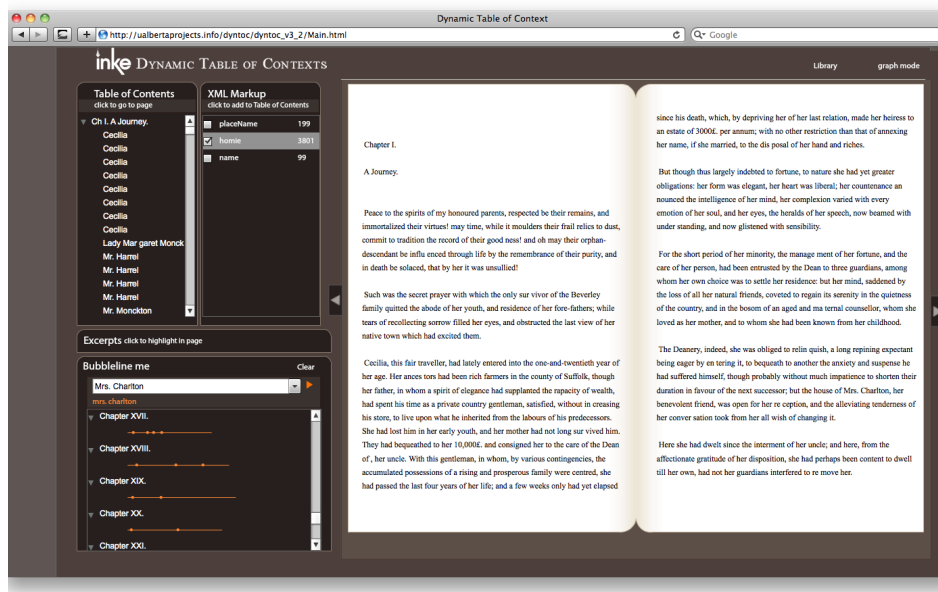 Dynamic Table of Context
http://ualbertaprojects.info/dyntoc/dyntoc_v3_2/Main.html
Google
inke DYNAMIC TABLE OF CONTEXTS
Library
graph mode
Table of Contents
click to go to page
Ch I. A Journey.
Cecilia
Cecilia
Cecilia
Cecilia
Cecilia
Cecilia
Cecilia
Cecilia
Lady Mar garet Monck
Mr. Harrel
Mr. Harrel
Mr. Harrel
Mr. Harrel
Mr. Monckton
XML Markup
click to add to Table of Contents
placeName 199
homie 3801
name 99
Excerpts click to highlight in page
Bubbleline me
Clear
Mrs. Charlton
mrs. charlton
Chapter XVII.
Chapter XVIII.
Chapter XIX.
Chapter XX.
Chapter XXI.
Chapter I.
A Journey.
Peace to the spirits of my honoured parents, respected be their remains, and
immortalized their virtues! may time, while it moulders their frail relics to dust,
commit to tradition the record of their good ness! and oh may their orphan-
descendant be influ enced through life by the remembrance of their purity, and
in death be solaced, that by her it was unsullied!
Such was the secret prayer with which the only sur vivor of the Beverley
family quitted the abode of her youth, and residence of her fore-fathers; while
tears of recollecting sorrow filled her eyes, and obstructed the last view of her
native town which had excited them.
Cecilia, this fair traveller, had lately entered into the one-and-twentieth year of
her age. Her ances tors had been rich farmers in the county of Suffolk, though
her father, in whom a spirit of elegance had supplanted the rapacity of wealth,
had spent his time as a private country gentleman, satisfied, without in creasing
his store, to live upon what he inherited from the labours of his predecessors.
She had lost him in her early youth, and her mother had not long sur vived him.
They had bequeathed to her 10,000£. and consigned her to the care of the Dean
of , her uncle. With this gentleman, in whom, by various contingencies, the
accumulated possessions of a rising and prosperous family were centred, she
had passed the last four years of her life; and a few weeks only had yet elapsed
since his death, which, by depriving her of her last relation, made her heiress to
an estate of 3000£. per annum; with no other restriction than that of annexing
her name, if she married, to the dis posal of her hand and riches.
But though thus largely indebted to fortune, to nature she had yet greater
obligations: her form was elegant, her heart was liberal; her countenance an
nounced the intelligence of her mind, her complexion varied with every
emotion of her soul, and her eyes, the heralds of her speech, now beamed with
under standing, and now glistened with sensibility.
For the short period of her minority, the manage ment of her fortune, and the
care of her person, had been entrusted by the Dean to three guardians, among
whom her own choice was to settle her residence: but her mind, saddened by
the loss of all her natural friends, coveted to regain its serenity in the quietness
of the country, and in the bosom of an aged and ma ternal counsellor, whom she
loved as her mother, and to whom she had been known from her childhood.
The Deanery, indeed, she was obliged to relin quish, a long repining expectant
being eager by en tering it, to bequeath to another the anxiety and suspense he
had suffered himself, though probably without much impatience to shorten their
duration in favour of the next successor; but the house of Mrs. Charlton, her
benevolent friend, was open for her re ception, and the alleviating tenderness of
her conver sation took from her all wish of changing it.
Here she had dwelt since the interment of her uncle; and here, from the
affectionate gratitude of her disposition, she had perhaps been content to dwell
till her own, had not her guardians interfered to re move her.